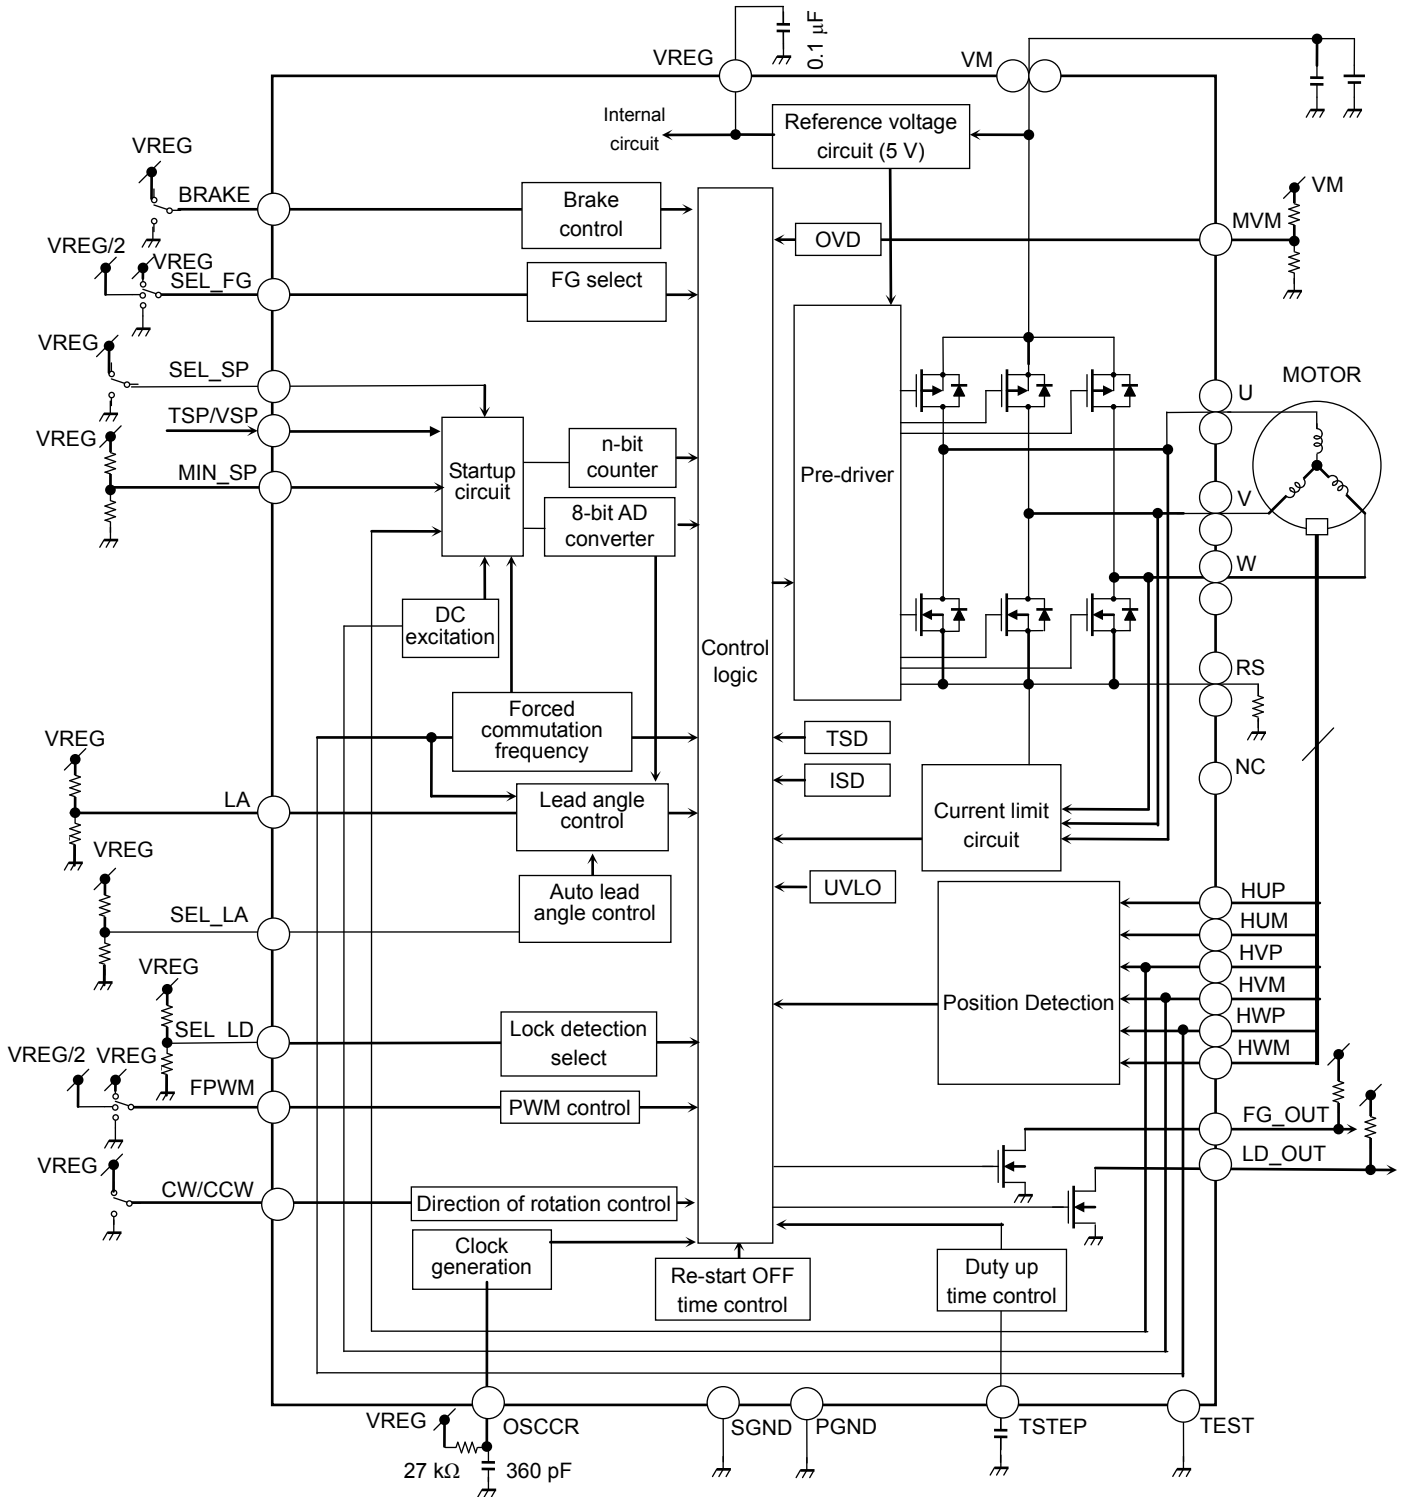 0.1 μF
VREG
VM
Internal
circuit
Reference voltage
circuit (5 V)
VREG
BRAKE
Brake
control
VM
MVM
OVD
VREG/2
VREG
SEL_FG
FG select
VREG
SEL_SP
TSP/VSP
VREG
MIN_SP
Startup
circuit
n-bit
counter
8-bit AD
converter
Pre-driver
U
MOTOR
V
W
DC
excitation
Control
logic
RS
Forced
commutation
frequency
TSD
ISD
NC
VREG
LA
Lead angle
control
Current limit
circuit
VREG
SEL_LA
Auto lead
angle control
UVLO
HUP
HUM
HVP
HVM
HWP
HWM
Position Detection
VREG
SEL_LD
Lock detection
select
VREG/2
VREG
FPWM
PWM control
FG_OUT
LD_OUT
VREG
CW/CCW
Direction of rotation control
Clock
generation
Re-start OFF
time control
Duty up
time control
VREG
OSCCR
27 kΩ
360 pF
SGND
PGND
TSTEP
TEST